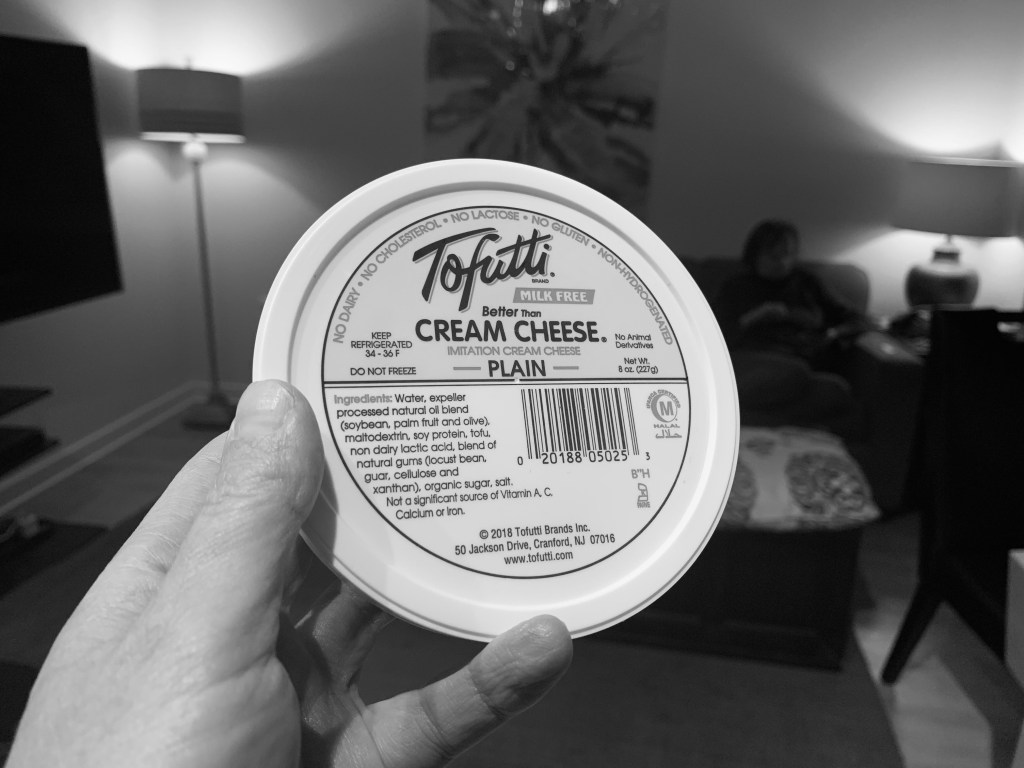 NO DAIRY • NO CHOLESTEROL • NO LACTOSE • NO GLUTEN • NON-HYDROGENATED
Tofutti.
BRAND
MILK FREE
Better Than
CREAM CHEESE®
IMITATION CREAM CHEESE
PLAIN
KEEP
REFRIGERATED
34 - 36 F
DO NOT FREEZE
No Animal
Derivatives
Net Wt.
8 oz. (227g)
Ingredients: Water, expeller
processed natural oil blend
(soybean, palm fruit and olive),
maltodextrin, soy protein, tofu,
non dairy lactic acid, blend of
natural gums (locust bean,
guar, cellulose and
xanthan), organic sugar, salt.
Not a significant source of Vitamin A, C.
Calcium or Iron.
0 20188 05025 3
M
HALAL
حلال
B"H
© 2018 Tofutti Brands Inc.
50 Jackson Drive, Cranford, NJ 07016
www.tofutti.com